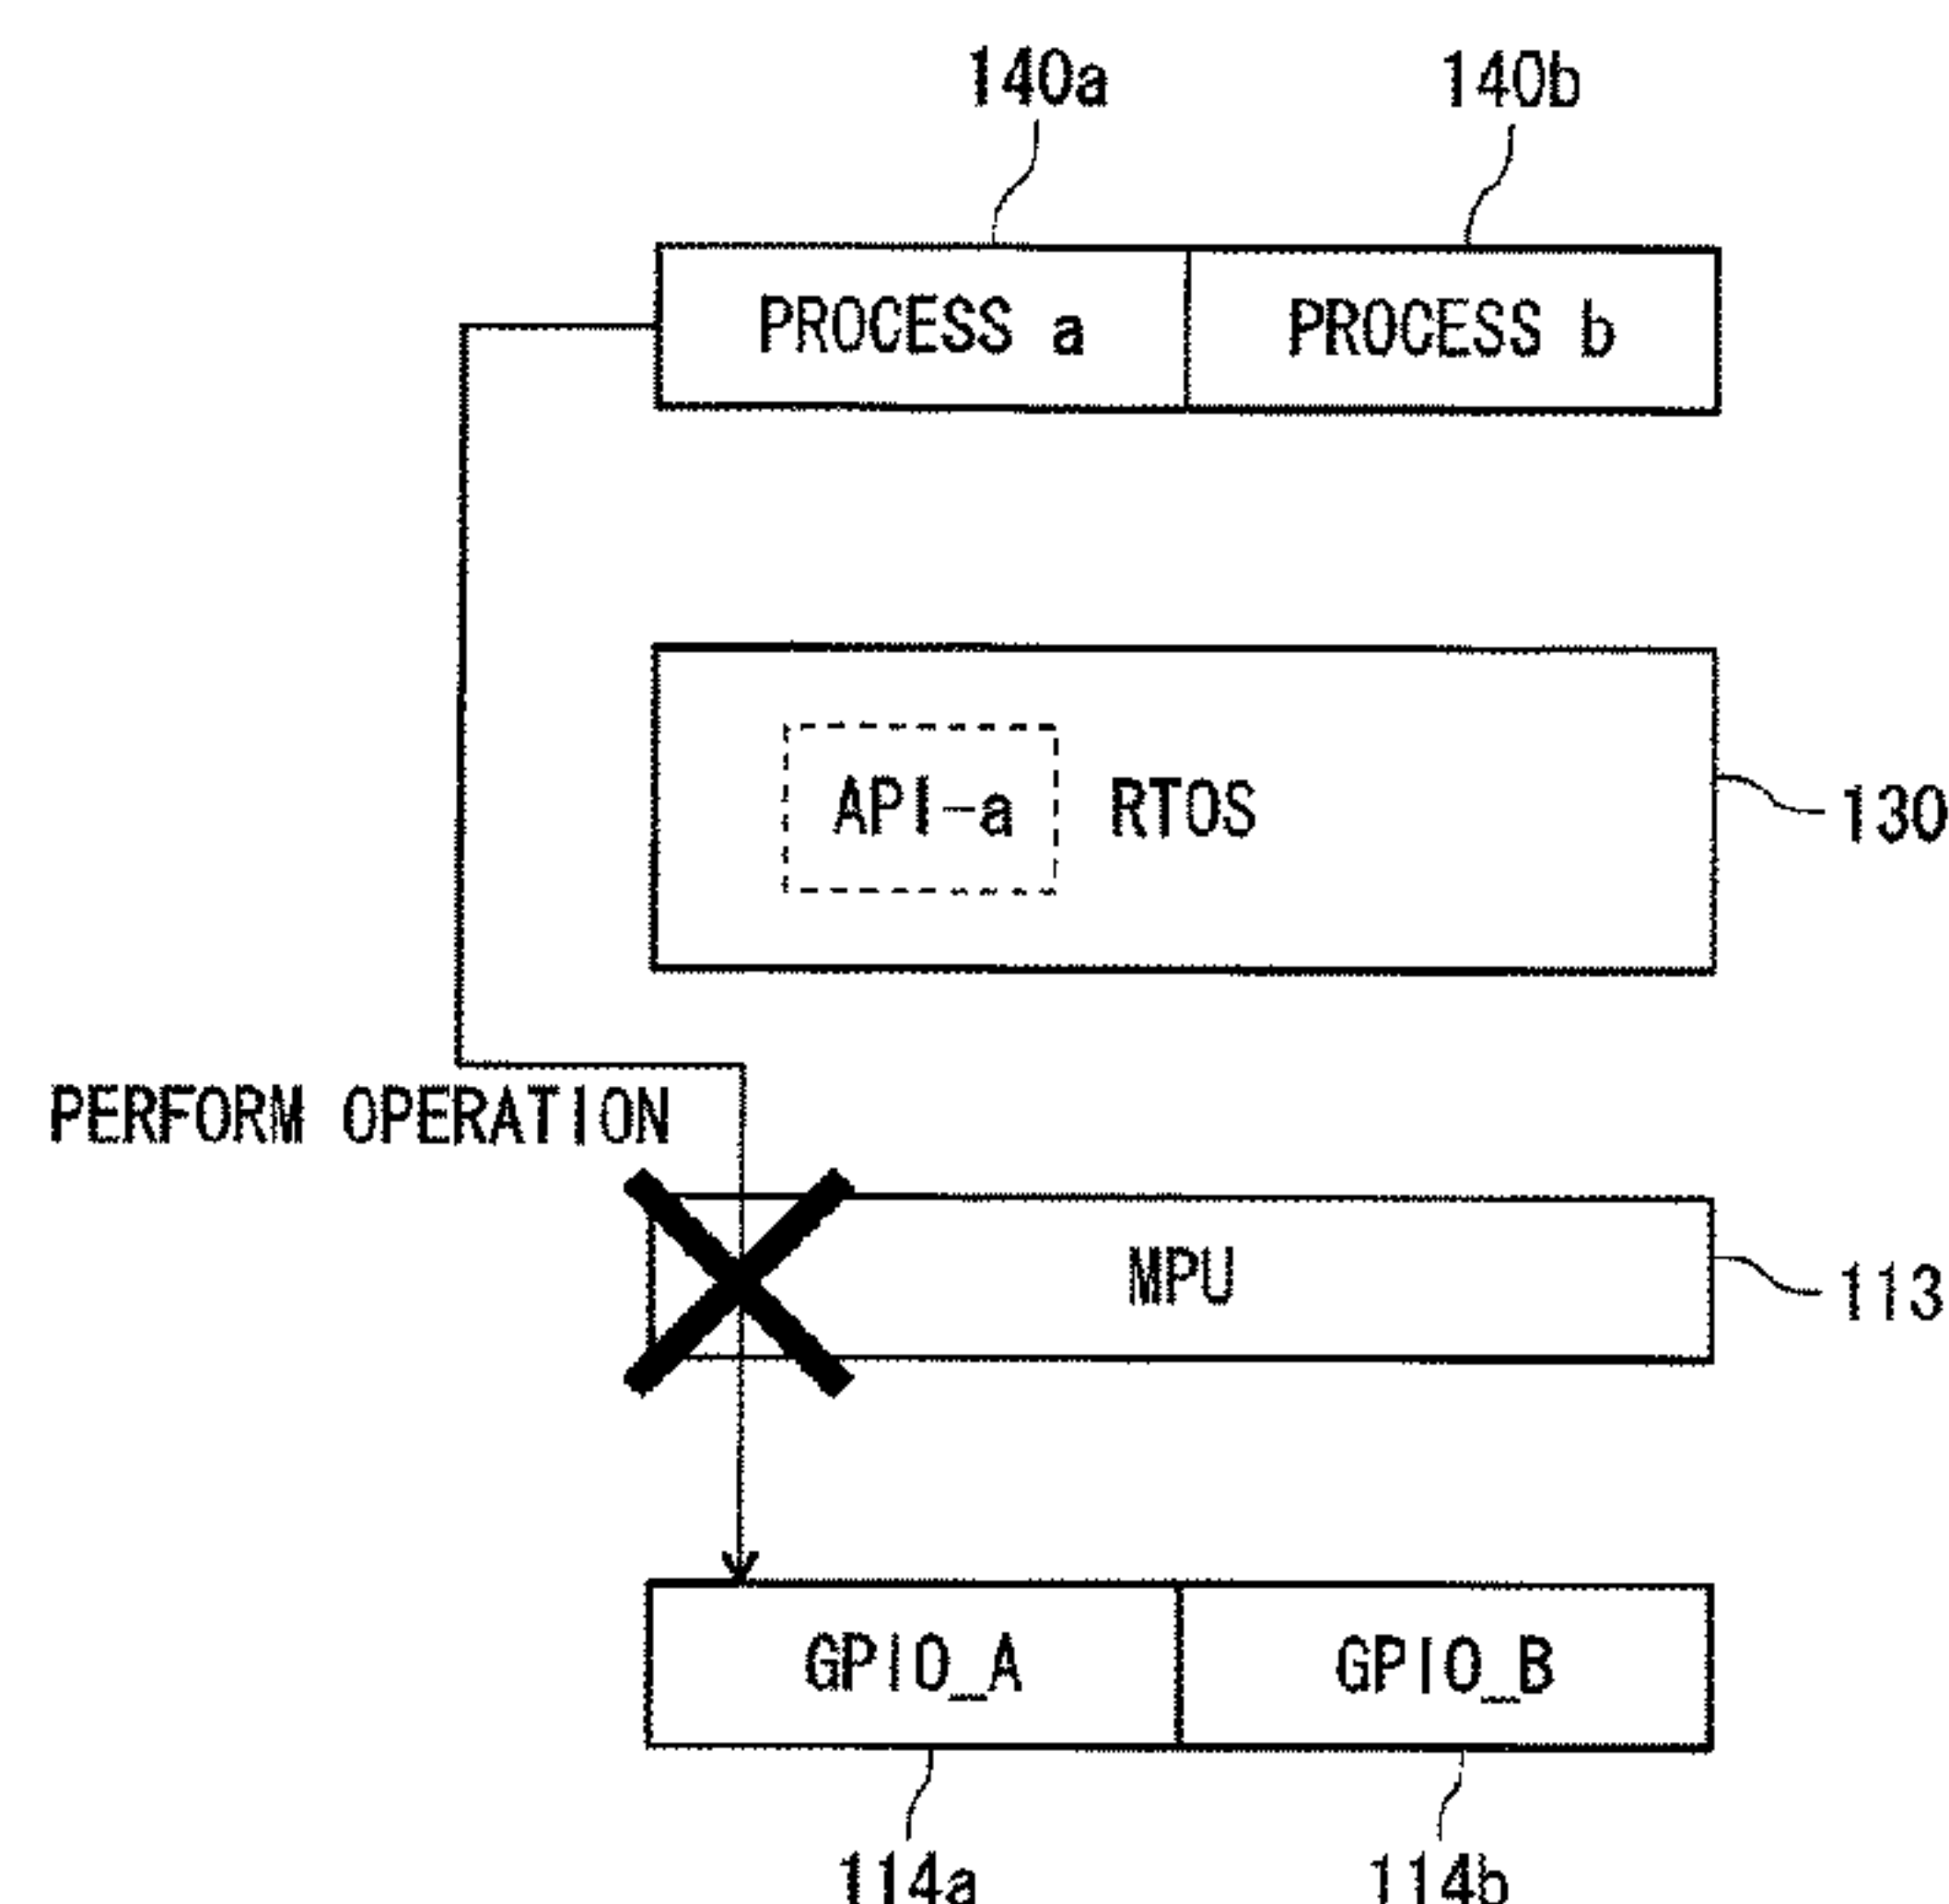 140a 140b
PROCESS a PROCESS b
API-a RTOS
130
PERFORM OPERATION
MPU
113
GPIO_A GPIO_B
114a 114b